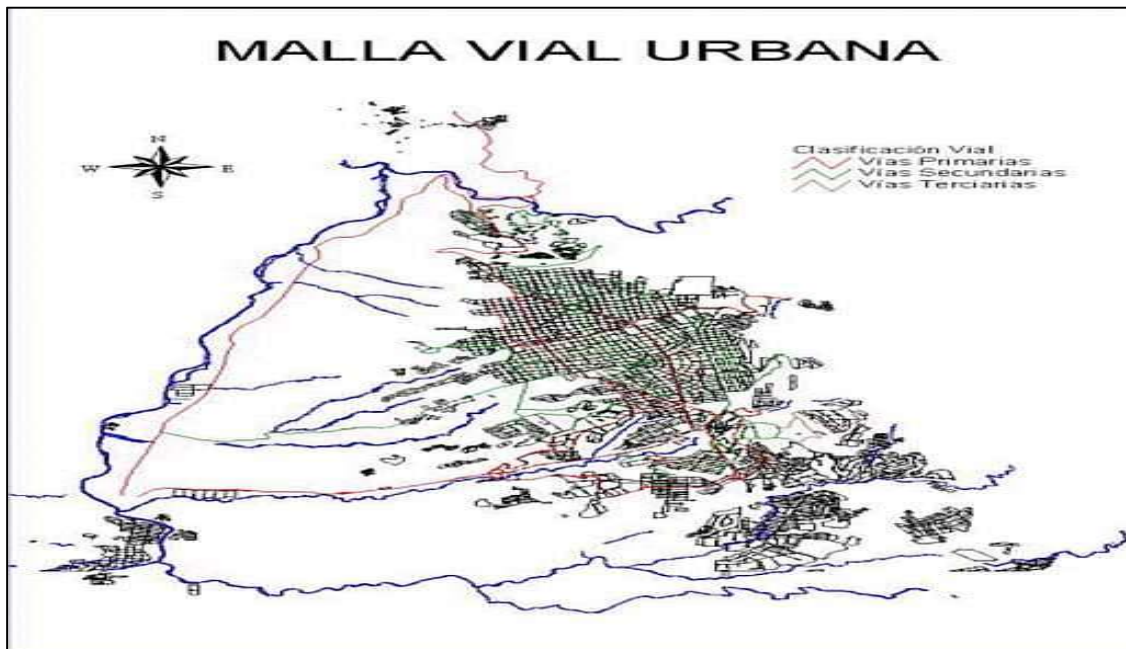 MALLA VIAL URBANA
N
W E
S
Clasificación Vial
Vías Primarias
Vías Secundarias
Vías Terciarias